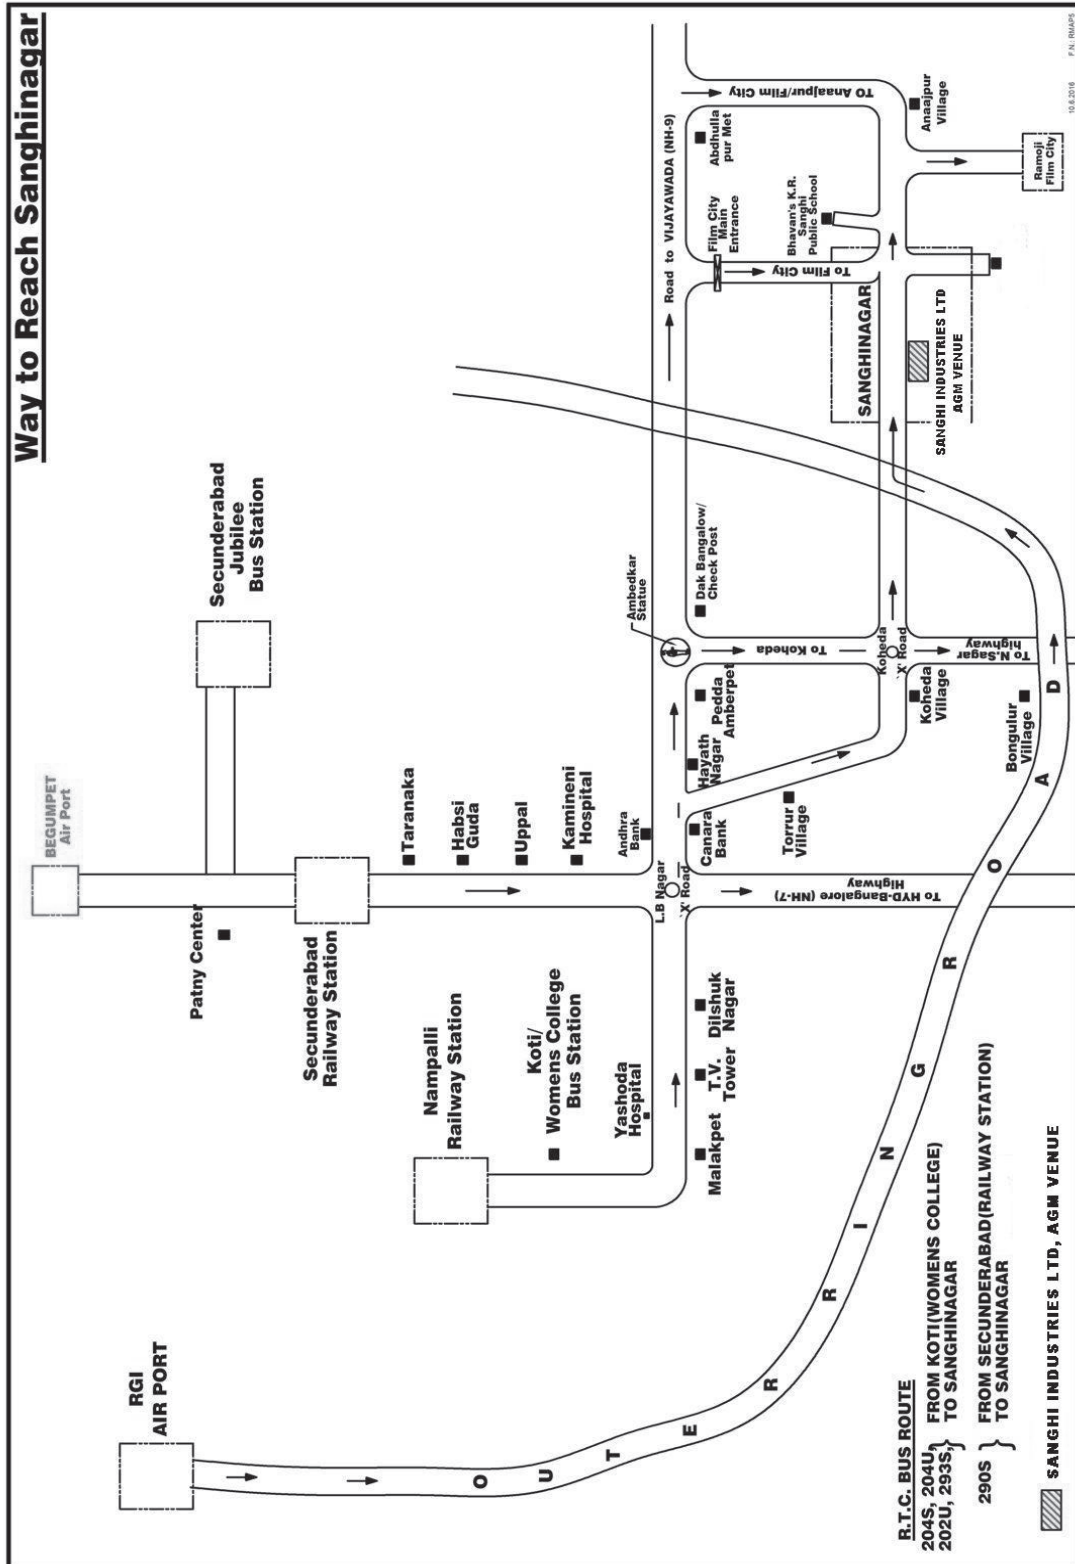 Way to Reach Sanghinagar
RGI
AIR PORT
BEGUMPET
Air Port
Patny Center
Secunderabad
Jubilee
Bus Station
Secunderabad
Railway Station
Taranaka
Habsi
Guda
Uppal
Kamineni
Hospital
Nampalli
Railway Station
Koti/
Womens College
Bus Station
Yashoda
Hospital
Andhra
Bank
L.B Nagar
'X' Road
Malakpet
T.V.
Tower
Dilshuk
Nagar
Canara
Bank
Hayath
Nagar
Pedda
Amberpet
Ambedkar
Statue
Dak Bangalow/
Check Post
Road to VIJAYAWADA (NH-9)
Film City
Main
Entrance
Abdhulla
pur Met
TO Anaajpur/Film City
To Film City
Bhavan's K.R.
Sanghi
Public School
Torrur
Village
To Koheda
Koheda
'X' Road
Koheda
Village
To N.Sagar
highway
Bongulur
Village
To HYD-Bangalore (NH-7)
Highway
SANGHINAGAR
SANGHI INDUSTRIES LTD
AGM VENUE
Anaajpur
Village
Ramoji
Film City
OUTER RING ROAD
R.T.C. BUS ROUTE
204S, 204U, } FROM KOTI(WOMENS COLLEGE)
202U, 293S, } TO SANGHINAGAR
290S } FROM SECUNDERABAD(RAILWAY STATION)
TO SANGHINAGAR
SANGHI INDUSTRIES LTD, AGM VENUE
10.6.2016 F.N.: RMAP5